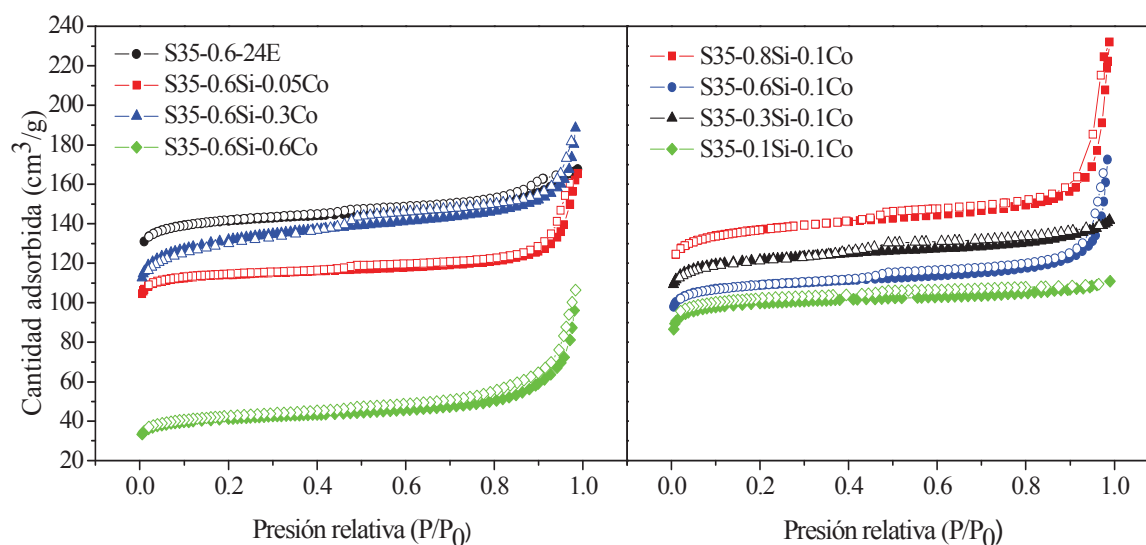 Cantidad adsorbida (cm³/g)
240
220
200
180
160
140
120
100
80
60
40
20
S35-0.6-24E
S35-0.6Si-0.05Co
S35-0.6Si-0.3Co
S35-0.6Si-0.6Co
0.0 0.2 0.4 0.6 0.8 1.0
Presión relativa (P/P₀)
S35-0.8Si-0.1Co
S35-0.6Si-0.1Co
S35-0.3Si-0.1Co
S35-0.1Si-0.1Co
0.0 0.2 0.4 0.6 0.8 1.0
Presión relativa (P/P₀)